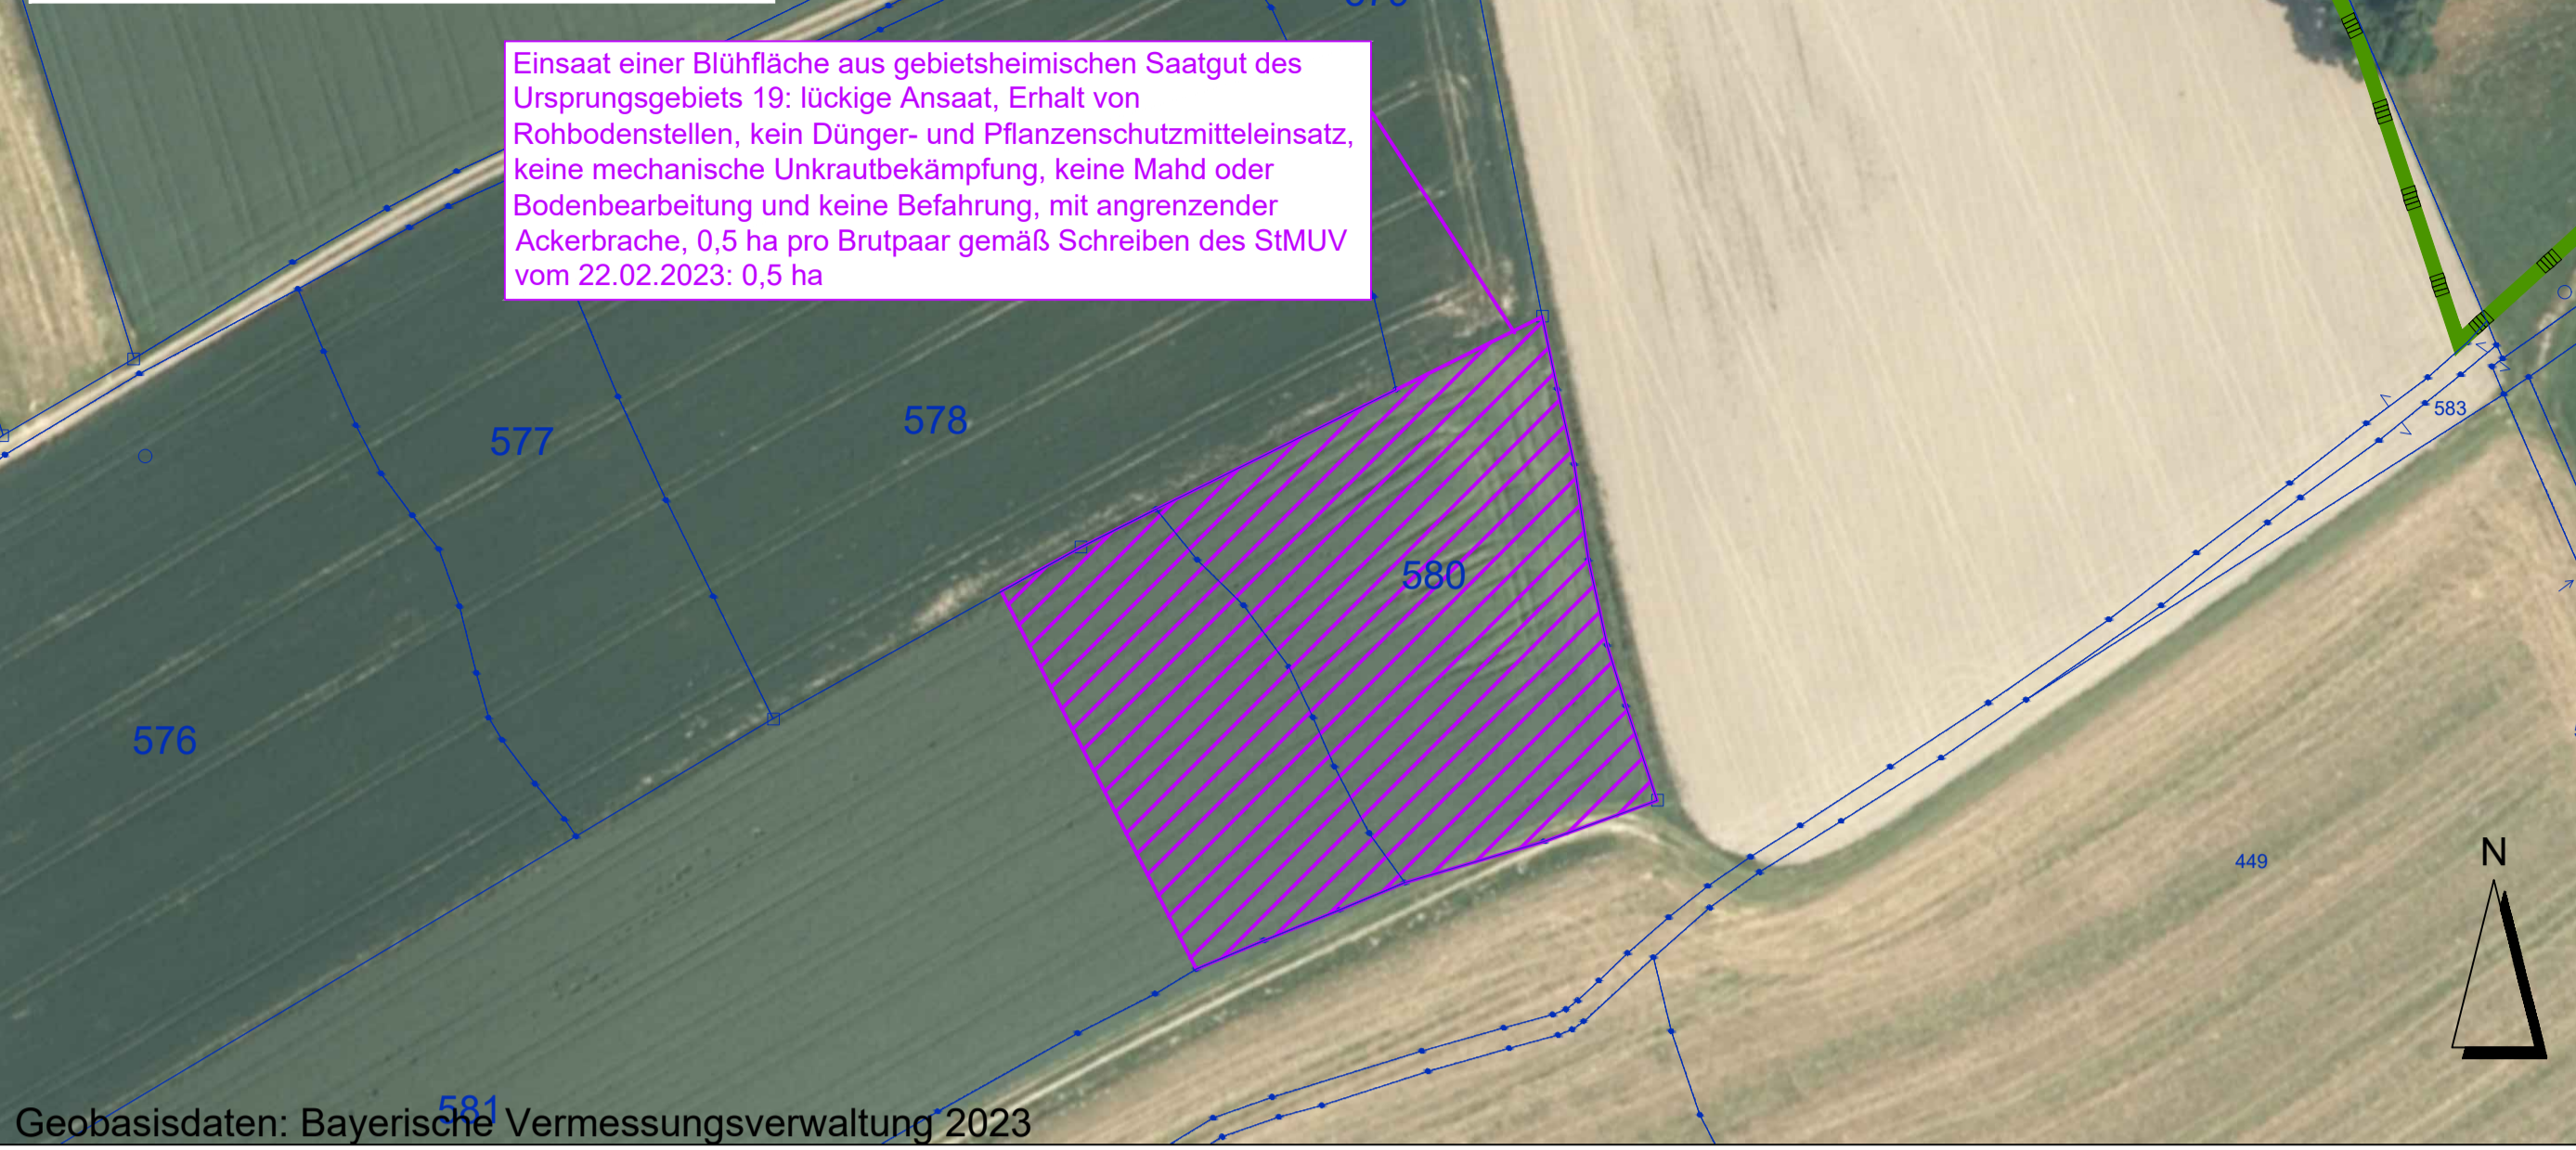 Einsaat einer Blühfläche aus gebietsheimischen Saatgut des
Ursprungsgebiets 19: lückige Ansaat, Erhalt von
Rohbodenstellen, kein Dünger- und Pflanzenschutzmitteleinsatz,
keine mechanische Unkrautbekämpfung, keine Mahd oder
Bodenbearbeitung und keine Befahrung, mit angrenzender
Ackerbrache, 0,5 ha pro Brutpaar gemäß Schreiben des StMUV
vom 22.02.2023: 0,5 ha
583
578
577
580
576
449
N
581
Geobasisdaten: Bayerische Vermessungsverwaltung 2023